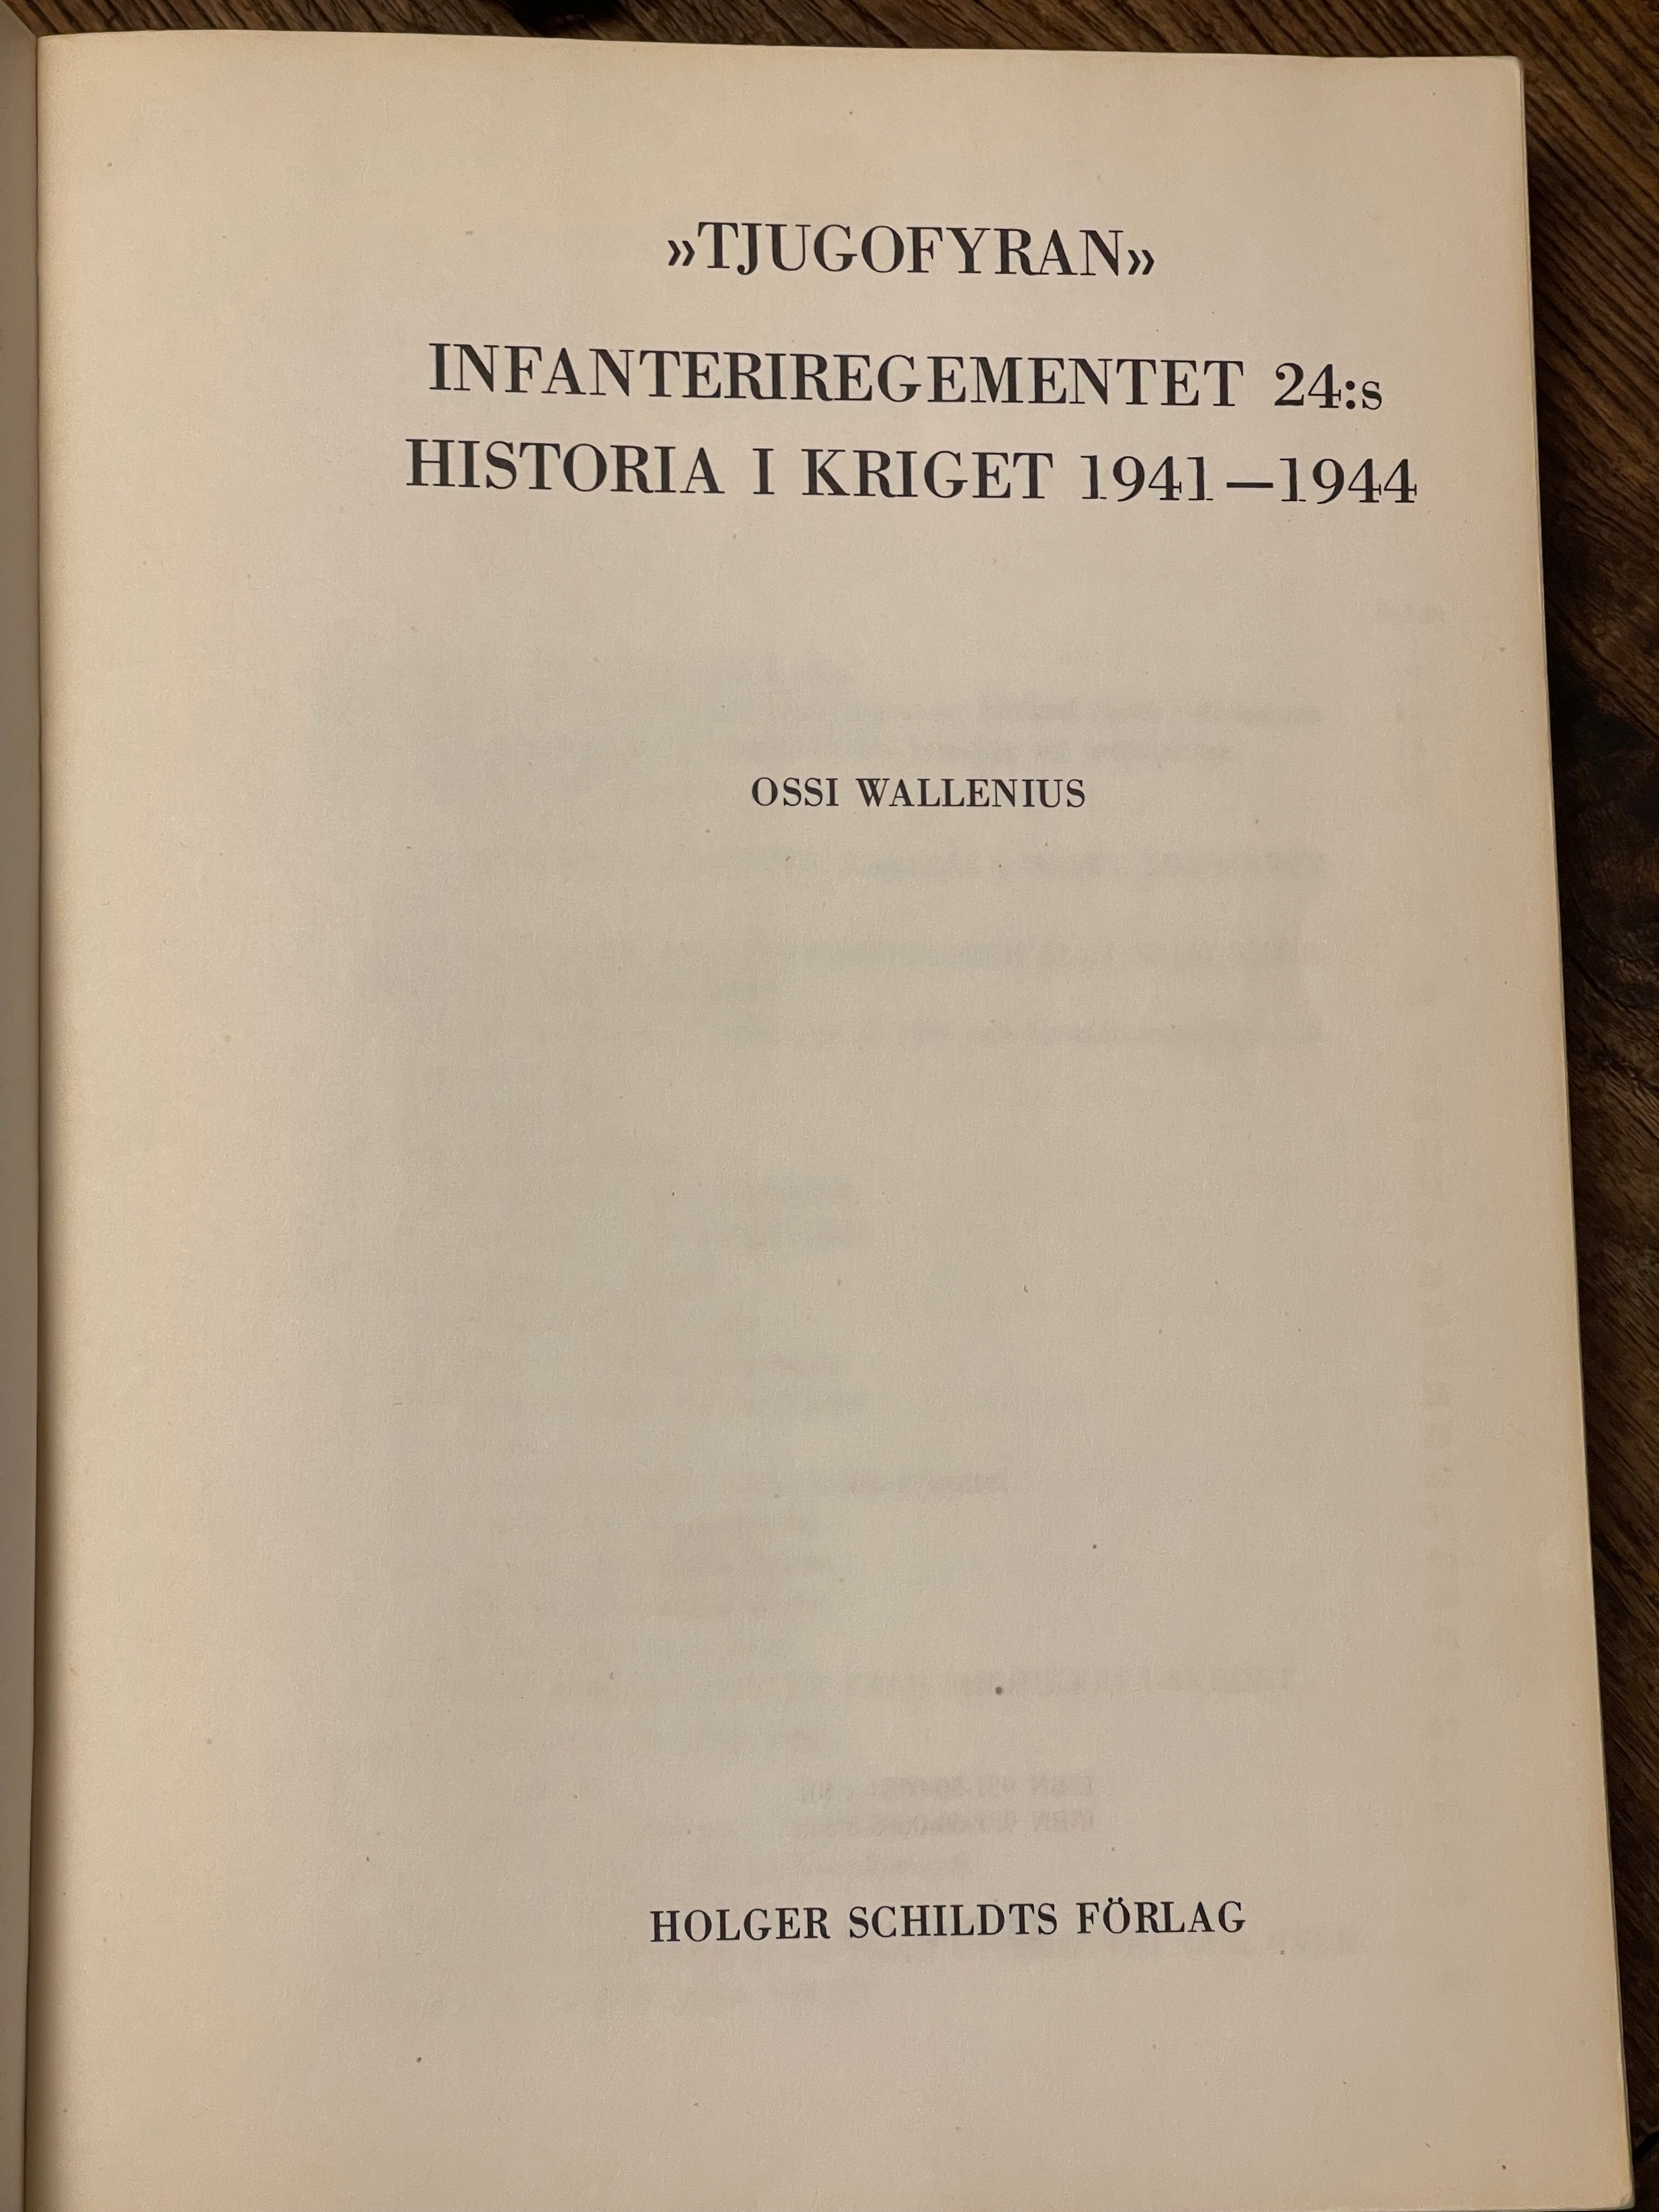 »TJUGOFYRAN»
INFANTERIREGEMENTET 24:s
HISTORIA I KRIGET 1941—1944
OSSI WALLENIUS
HOLGER SCHILDTS FÖRLAG